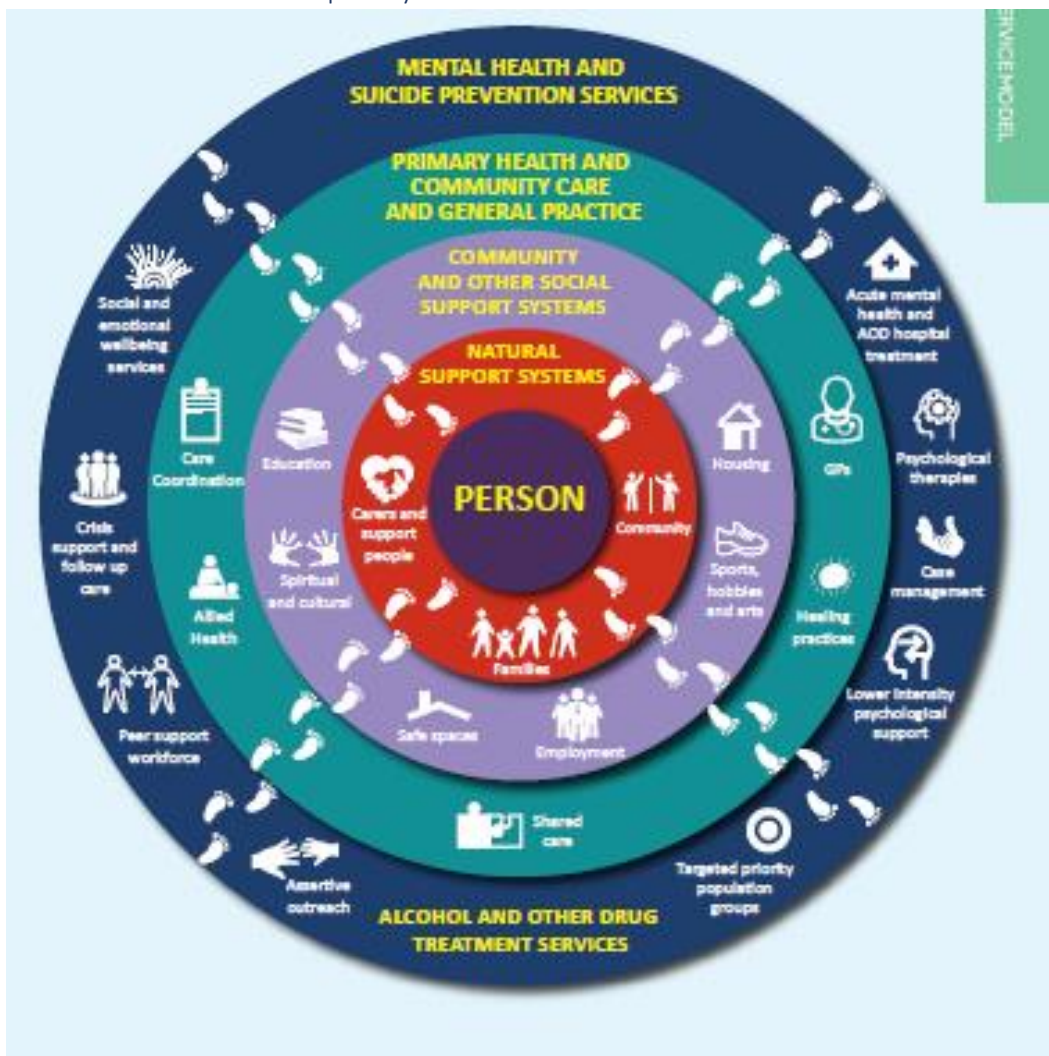 SERVICE MODEL
MENTAL HEALTH AND
SUICIDE PREVENTION SERVICES
PRIMARY HEALTH AND
COMMUNITY CARE
AND GENERAL PRACTICE
COMMUNITY
AND OTHER SOCIAL
SUPPORT SYSTEMS
NATURAL
SUPPORT SYSTEMS
PERSON
Carers and
support
people
Community
Families
Education
Spiritual
and cultural
Safe spaces
Employment
Housing
Sports,
hobbies
and arts
Care
Coordination
Allied
Health
Shared
care
GPs
Healing
practices
Social and
emotional
wellbeing
services
Crisis
support and
follow up
care
Peer support
workforce
Assertive
outreach
Acute mental
health and
AOD hospital
treatment
Psychological
therapies
Case
management
Lower intensity
psychological
support
Targeted priority
population
groups
ALCOHOL AND OTHER DRUG
TREATMENT SERVICES